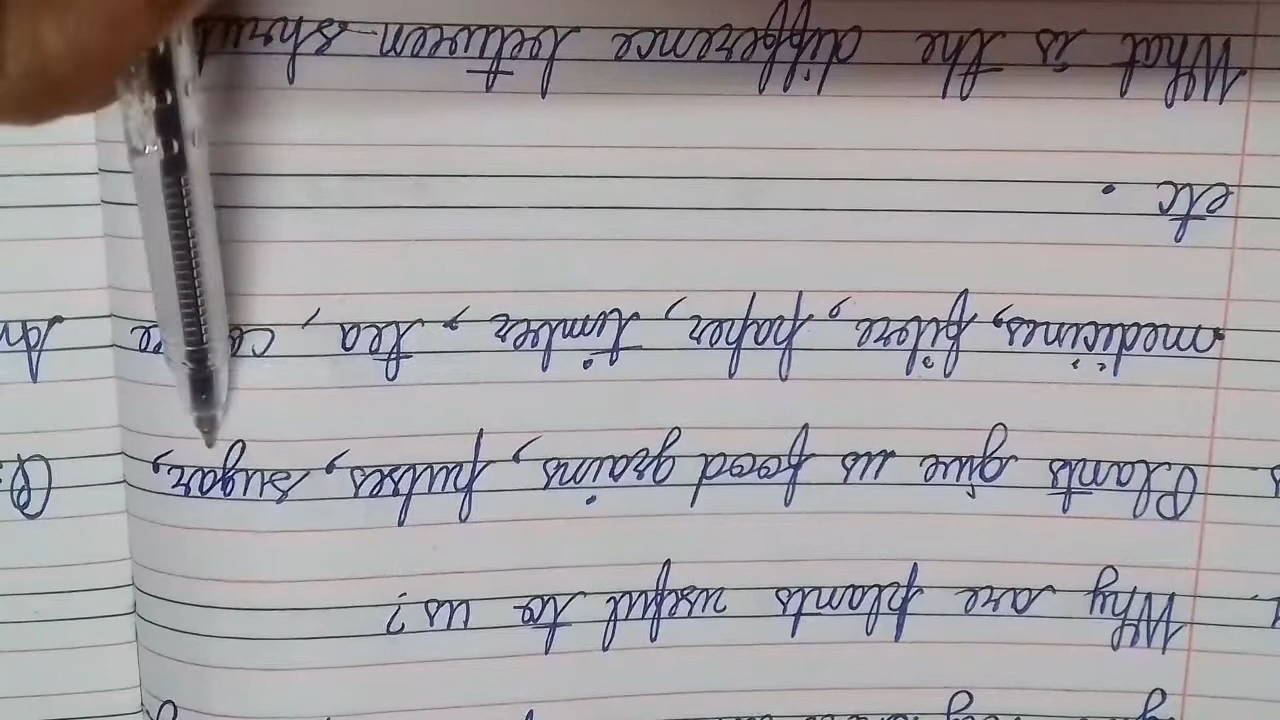 Why are plants useful to us?
Plants give us food grains, pulses, sugar,
medicines, fibre, paper, timber, tea,
etc.
What is the difference between
Q.